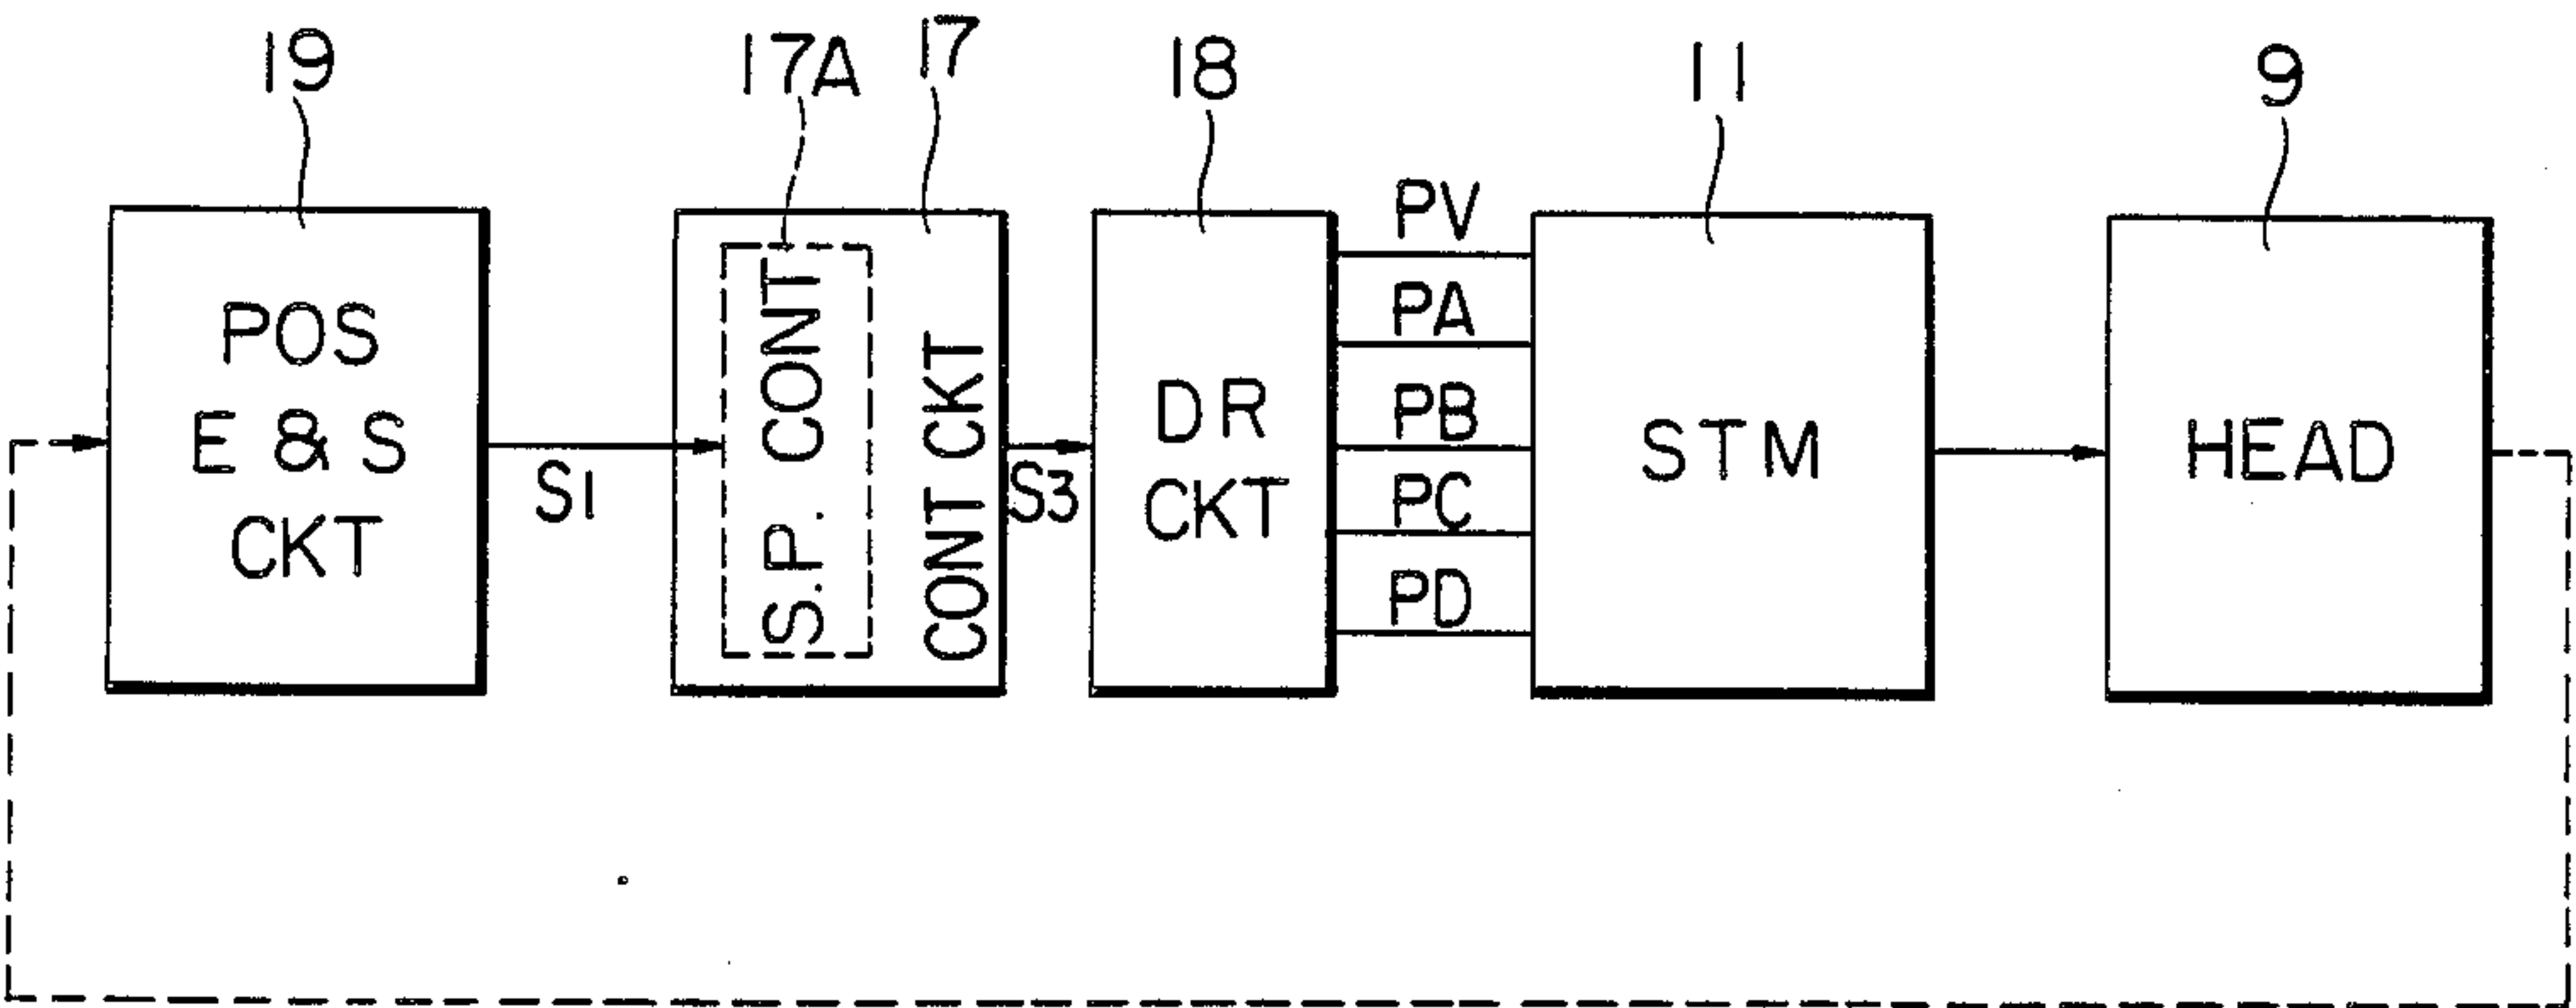 19
17A
17
18
11
9
POS
E & S
CKT
S1
S.P. CONT
CONT CKT
S3
DR
CKT
PV
PA
PB
PC
PD
STM
HEAD